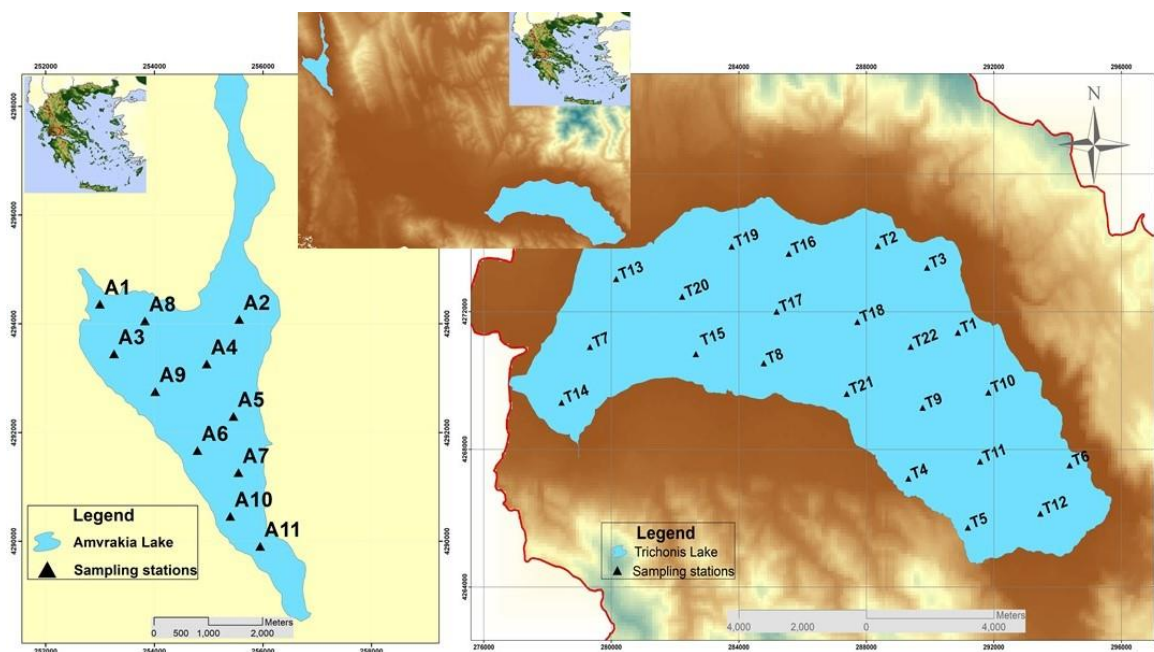 252000 256000
4298000
4296000
4294000
4292000
4290000
A1
A8
A2
A3
A4
A9
A5
A6
A7
A10
A11
Legend
Amvrakia Lake
Sampling stations
Meters
0 500 1,000 2,000
252000 254000 256000 258000
284000 288000 292000 296000
N
4272000
4268000
4264000
T19
T16
T2
T3
T13
T20
T17
T18
T1
T7
T15
T8
T22
T10
T14
T21
T9
T11
T6
T4
T12
T5
Legend
Trichonis Lake
Sampling stations
Meters
4,000 2,000 0 4,000
276000 280000 284000 288000 292000 296000